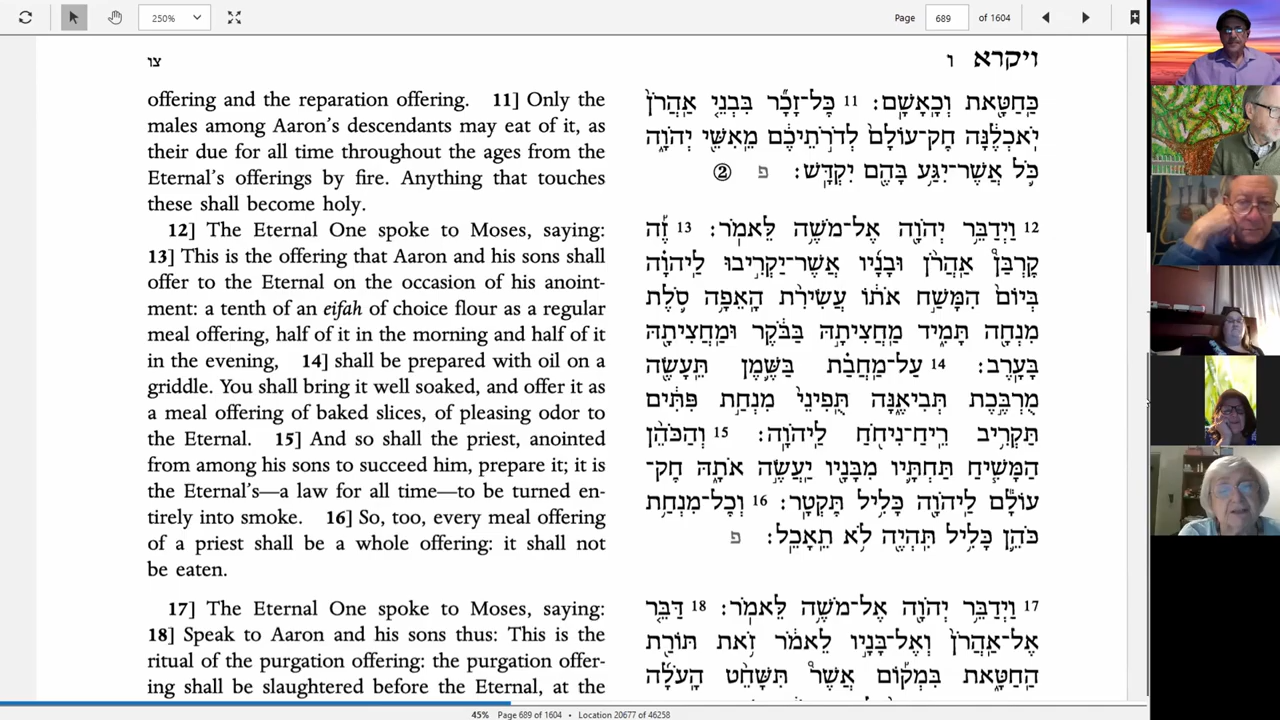 250%
Page 689 of 1604
צו
ויקרא ו
offering and the reparation offering. 11] Only the
males among Aaron's descendants may eat of it, as
their due for all time throughout the ages from the
Eternal's offerings by fire. Anything that touches
these shall become holy.
12] The Eternal One spoke to Moses, saying:
13] This is the offering that Aaron and his sons shall
offer to the Eternal on the occasion of his anoint-
ment: a tenth of an eifah of choice flour as a regular
meal offering, half of it in the morning and half of it
in the evening, 14] shall be prepared with oil on a
griddle. You shall bring it well soaked, and offer it as
a meal offering of baked slices, of pleasing odor to
the Eternal. 15] And so shall the priest, anointed
from among his sons to succeed him, prepare it; it is
the Eternal's—a law for all time—to be turned en-
tirely into smoke. 16] So, too, every meal offering
of a priest shall be a whole offering: it shall not
be eaten.
17] The Eternal One spoke to Moses, saying:
18] Speak to Aaron and his sons thus: This is the
ritual of the purgation offering: the purgation offer-
ing shall be slaughtered before the Eternal, at the
כַּחַטָּ֖את וְכָאָשָֽׁם׃ 11 כׇּל־זָכָ֞ר בִּבְנֵ֤י אַהֲרֹן֙
יֹֽאכְלֶ֔נָּה חׇק־עוֹלָם֙ לְדֹרֹ֣תֵיכֶ֔ם מֵאִשֵּׁ֖י יְהֹוָ֑ה
כֹּ֛ל אֲשֶׁר־יִגַּ֥ע בָּהֶ֖ם יִקְדָּֽשׁ׃ פ ②
12 וַיְדַבֵּ֥ר יְהֹוָ֖ה אֶל־מֹשֶׁ֥ה לֵּאמֹֽר׃ 13 זֶ֡ה
קׇרְבַּן֩ אַהֲרֹ֨ן וּבָנָ֜יו אֲשֶׁר־יַקְרִ֣יבוּ לַֽיהֹוָ֗ה
בְּיוֹם֙ הִמָּשַׁ֣ח אֹת֔וֹ עֲשִׂירִ֨ת הָאֵפָ֥ה סֹ֛לֶת
מִנְחָ֖ה תָּמִ֑יד מַחֲצִיתָ֣הּ בַּבֹּ֔קֶר וּמַחֲצִיתָ֖הּ
בָּעָֽרֶב׃ 14 עַֽל־מַחֲבַ֗ת בַּשֶּׁ֛מֶן תֵּעָשֶׂ֖ה
מֻרְבֶּ֣כֶת תְּבִיאֶ֑נָּה תֻּפִינֵי֙ מִנְחַ֣ת פִּתִּ֔ים
תַּקְרִ֥יב רֵֽיחַ־נִיחֹ֖חַ לַיהֹוָֽה׃ 15 וְהַכֹּהֵ֨ן
הַמָּשִׁ֧יחַ תַּחְתָּ֛יו מִבָּנָ֖יו יַעֲשֶׂ֣ה אֹתָ֑הּ חׇק־
עוֹלָ֕ם לַיהֹוָ֖ה כָּלִ֥יל תׇּקְטָֽר׃ 16 וְכׇל־מִנְחַ֥ת
כֹּהֵ֛ן כָּלִ֥יל תִּהְיֶ֖ה לֹ֥א תֵאָכֵֽל׃ פ
17 וַיְדַבֵּ֥ר יְהֹוָ֖ה אֶל־מֹשֶׁ֥ה לֵּאמֹֽר׃ 18 דַּבֵּ֤ר
אֶֽל־אַהֲרֹן֙ וְאֶל־בָּנָ֣יו לֵאמֹ֔ר זֹ֥את תּוֹרַ֖ת
הַֽחַטָּ֑את בִּמְק֡וֹם אֲשֶׁר֩ תִּשָּׁחֵ֨ט הָעֹלָ֜ה
45% Page 689 of 1604 • Location 20677 of 46258